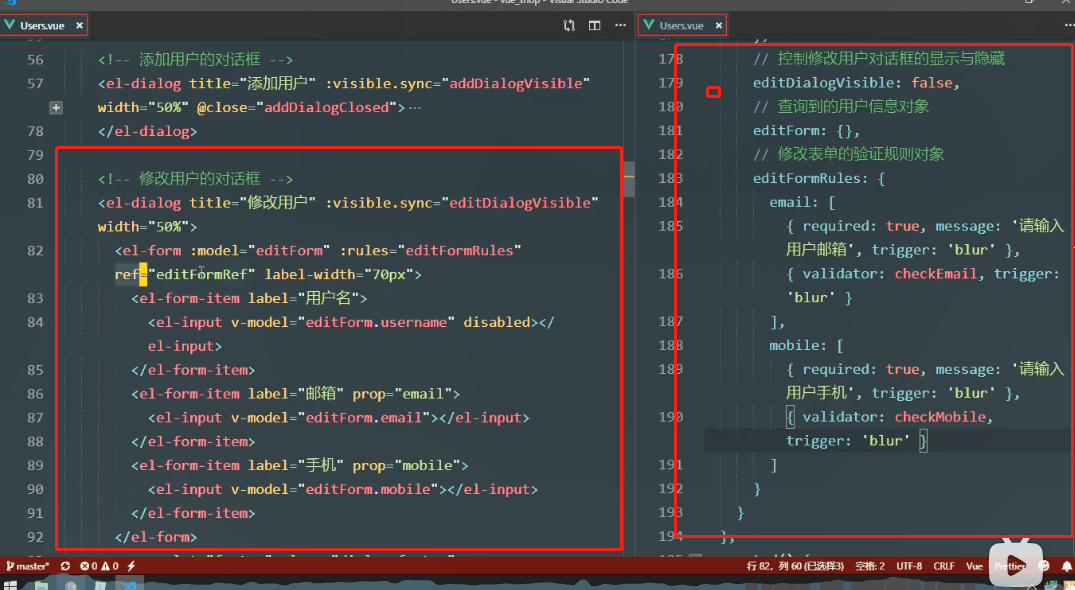 Users.vue - vue_shop - Visual Studio Code
Users.vue ×
56 <!-- 添加用户的对话框 -->
57 <el-dialog title="添加用户" :visible.sync="addDialogVisible"
width="50%" @close="addDialogClosed">…
78 </el-dialog>
79
80 <!-- 修改用户的对话框 -->
81 <el-dialog title="修改用户" :visible.sync="editDialogVisible"
width="50%">
82 <el-form :model="editForm" :rules="editFormRules"
ref="editFormRef" label-width="70px">
83 <el-form-item label="用户名">
84 <el-input v-model="editForm.username" disabled></
el-input>
85 </el-form-item>
86 <el-form-item label="邮箱" prop="email">
87 <el-input v-model="editForm.email"></el-input>
88 </el-form-item>
89 <el-form-item label="手机" prop="mobile">
90 <el-input v-model="editForm.mobile"></el-input>
91 </el-form-item>
92 </el-form>
Users.vue ×
178 // 控制修改用户对话框的显示与隐藏
179 editDialogVisible: false,
180 // 查询到的用户信息对象
181 editForm: {},
182 // 修改表单的验证规则对象
183 editFormRules: {
184 email: [
185 { required: true, message: '请输入
用户邮箱', trigger: 'blur' },
186 { validator: checkEmail, trigger:
'blur' }
187 ],
188 mobile: [
189 { required: true, message: '请输入
用户手机', trigger: 'blur' },
190 { validator: checkMobile,
trigger: 'blur' }
191 ]
192 }
193 }
194 },
master* 0 0 行 82，列 60 (已选择3) 空格: 2 UTF-8 CRLF Vue Prettier